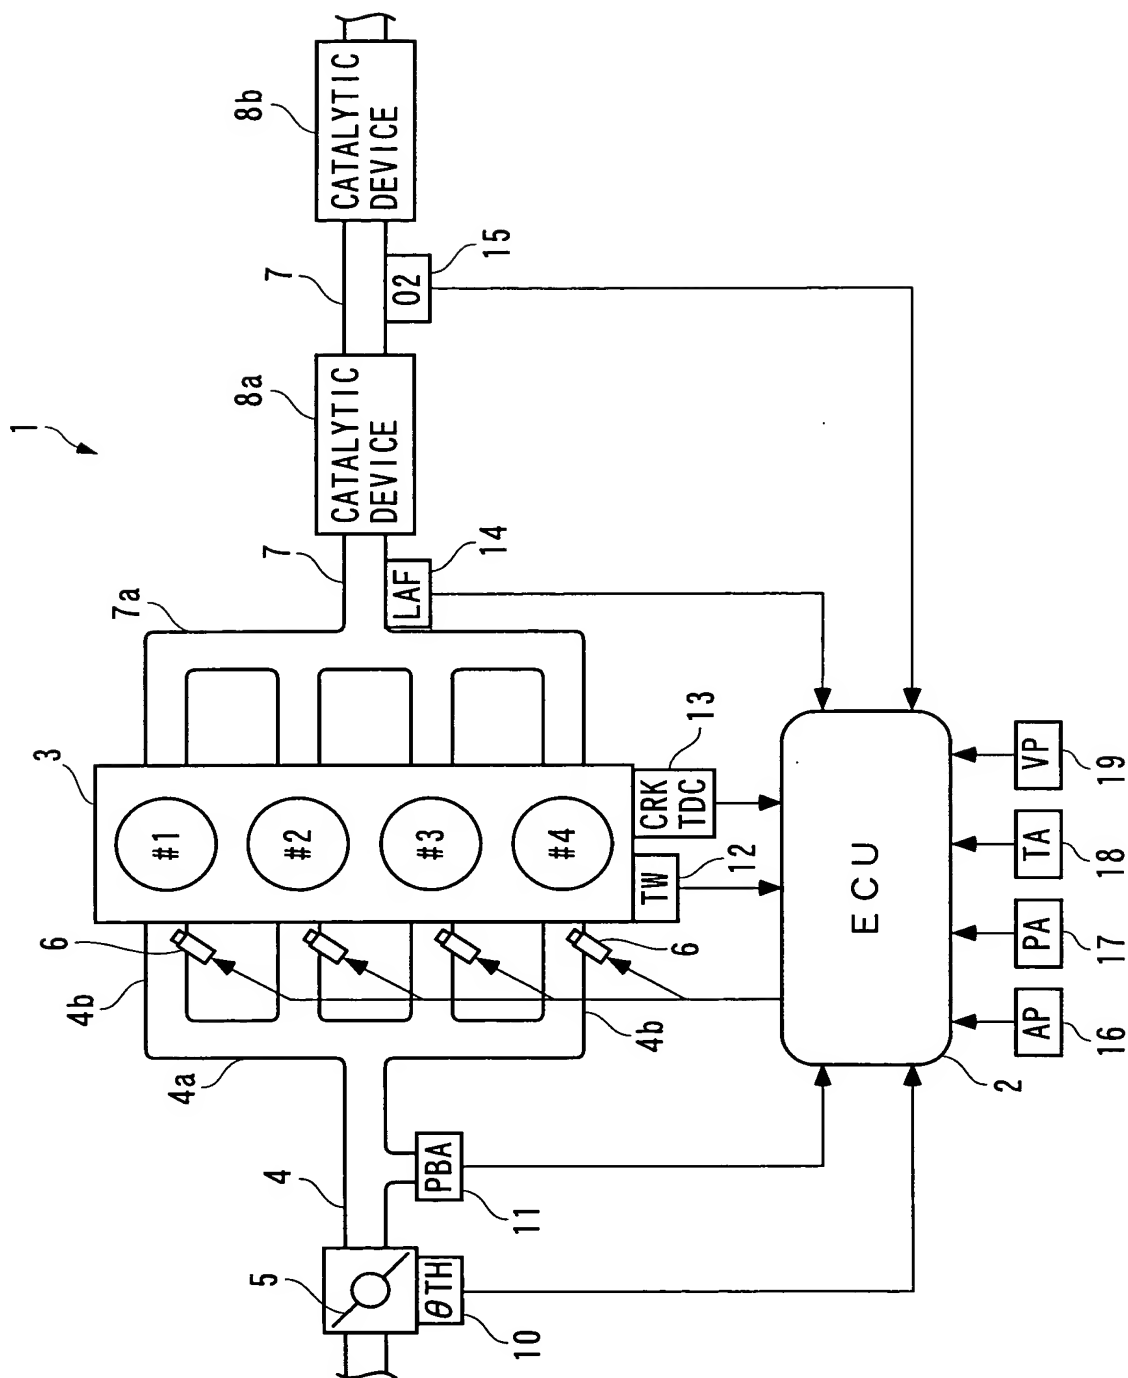 1
8b
CATALYTIC
DEVICE
7
O2
15
8a
CATALYTIC
DEVICE
7
7a
LAF
14
3
#1
#2
#3
#4
CRK
TDC
13
TW
12
6
6
4b
4b
4a
4
PBA
11
5
θTH
10
ECU
2
VP
19
TA
18
PA
17
AP
16